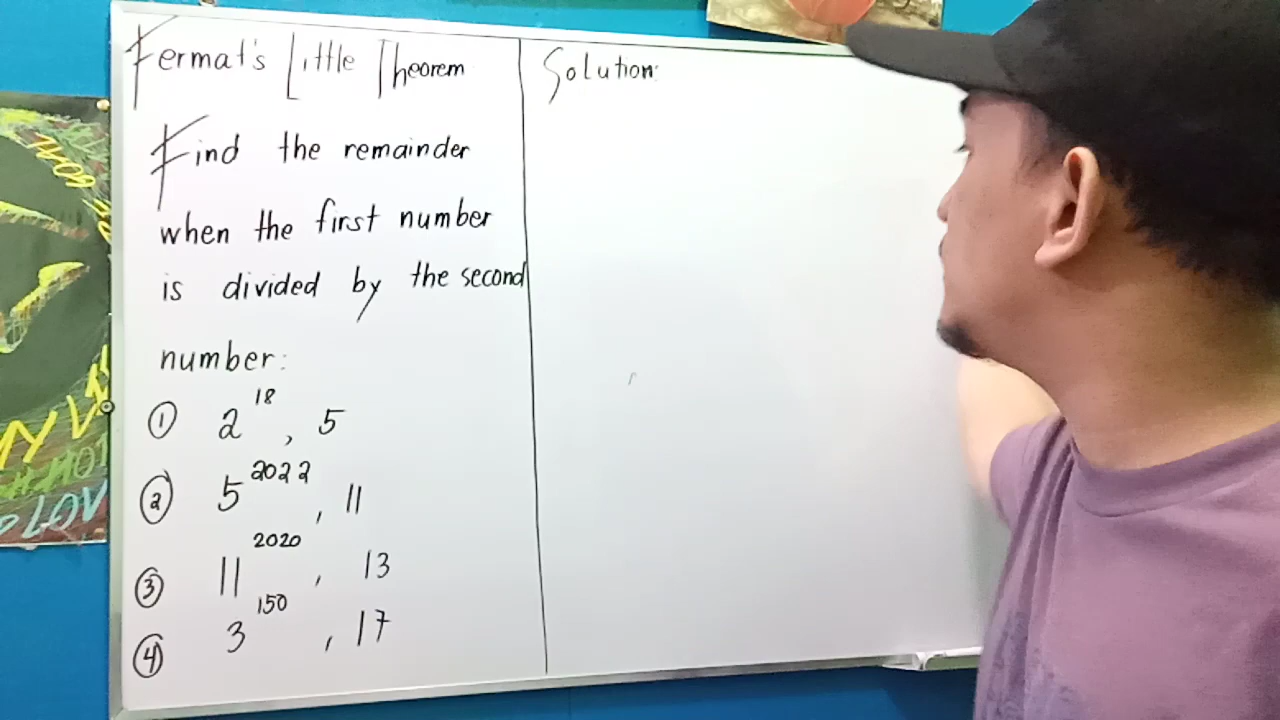 Fermat's Little Theorem
Find the remainder
when the first number
is divided by the second
number:
① 2^18, 5
② 5^2022, 11
③ 11^2020, 13
④ 3^150, 17
Solution: